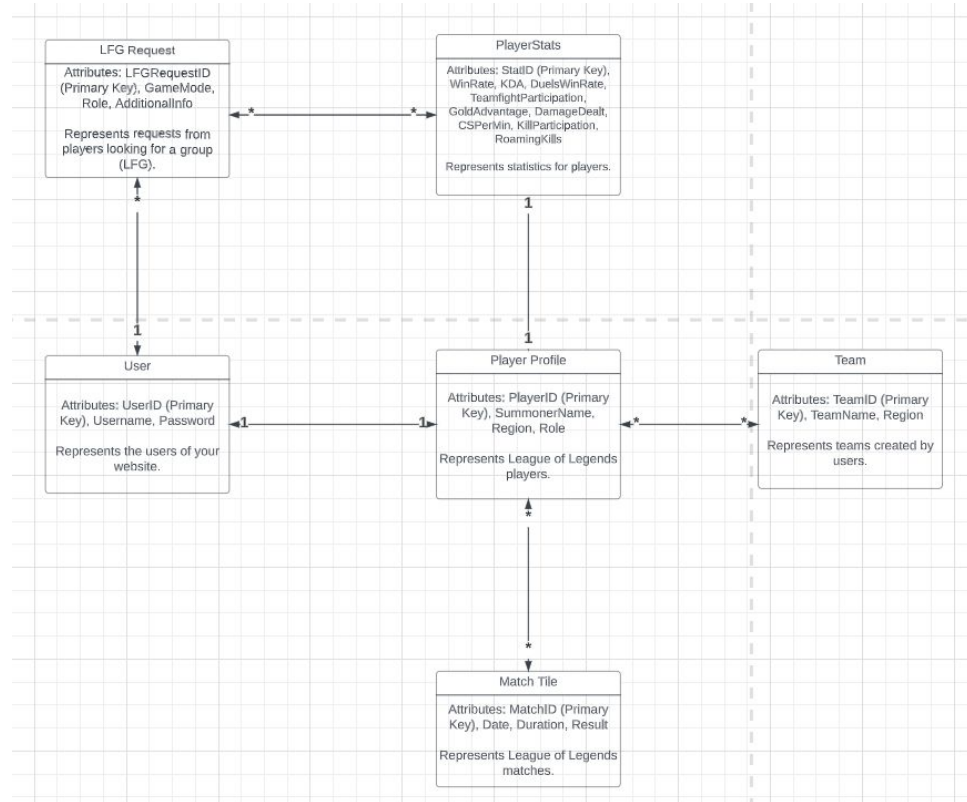 LFG Request
Attributes: LFGRequestID
(Primary Key), GameMode,
Role, AdditionalInfo
Represents requests from
players looking for a group
(LFG).
PlayerStats
Attributes: StatID (Primary Key),
WinRate, KDA, DuelsWinRate,
TeamfightParticipation,
GoldAdvantage, DamageDealt,
CSPerMin, KillParticipation,
RoamingKills
Represents statistics for players.
*
*
*
1
1
1
User
Attributes: UserID (Primary
Key), Username, Password
Represents the users of your
website.
1
1
Player Profile
Attributes: PlayerID (Primary
Key), SummonerName,
Region, Role
Represents League of Legends
players.
*
*
Team
Attributes: TeamID (Primary
Key), TeamName, Region
Represents teams created by
users.
*
*
Match Tile
Attributes: MatchID (Primary
Key), Date, Duration, Result
Represents League of Legends
matches.